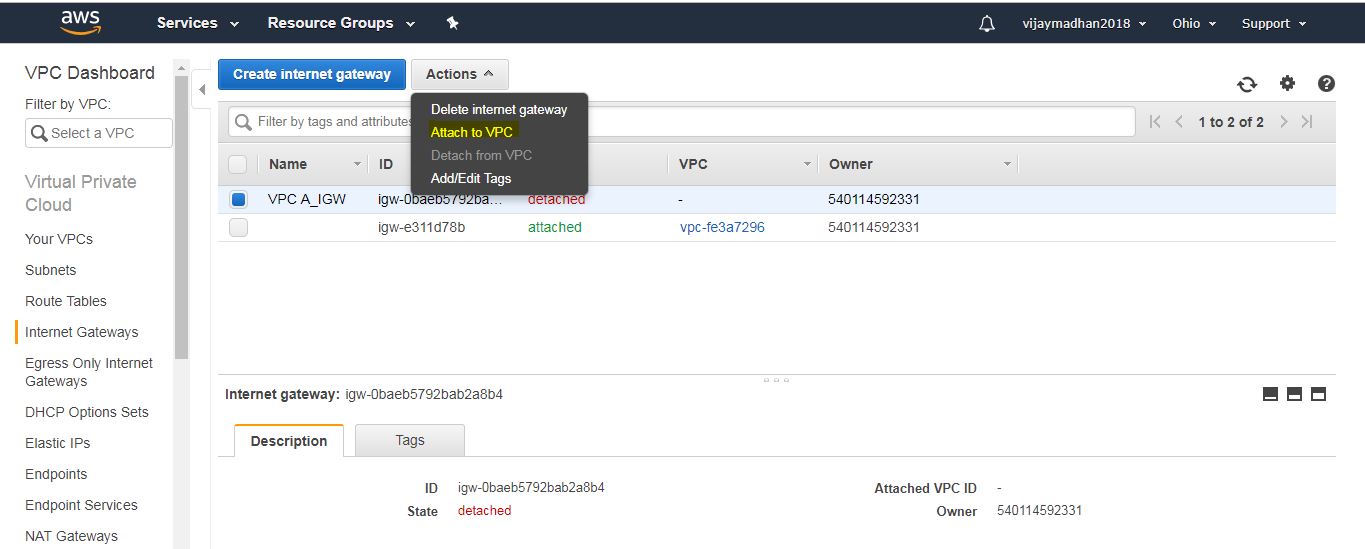 aws Services Resource Groups vijaymadhan2018 Ohio Support
VPC Dashboard
Filter by VPC:
Select a VPC
Virtual Private
Cloud
Your VPCs
Subnets
Route Tables
Internet Gateways
Egress Only Internet
Gateways
DHCP Options Sets
Elastic IPs
Endpoints
Endpoint Services
NAT Gateways
Create internet gateway Actions
Delete internet gateway
Attach to VPC
Detach from VPC
Add/Edit Tags
Filter by tags and attributes 1 to 2 of 2
Name ID VPC Owner
VPC A_IGW igw-0baeb5792ba... detached - 540114592331
igw-e311d78b attached vpc-fe3a7296 540114592331
Internet gateway: igw-0baeb5792bab2a8b4
Description Tags
ID igw-0baeb5792bab2a8b4 Attached VPC ID -
State detached Owner 540114592331